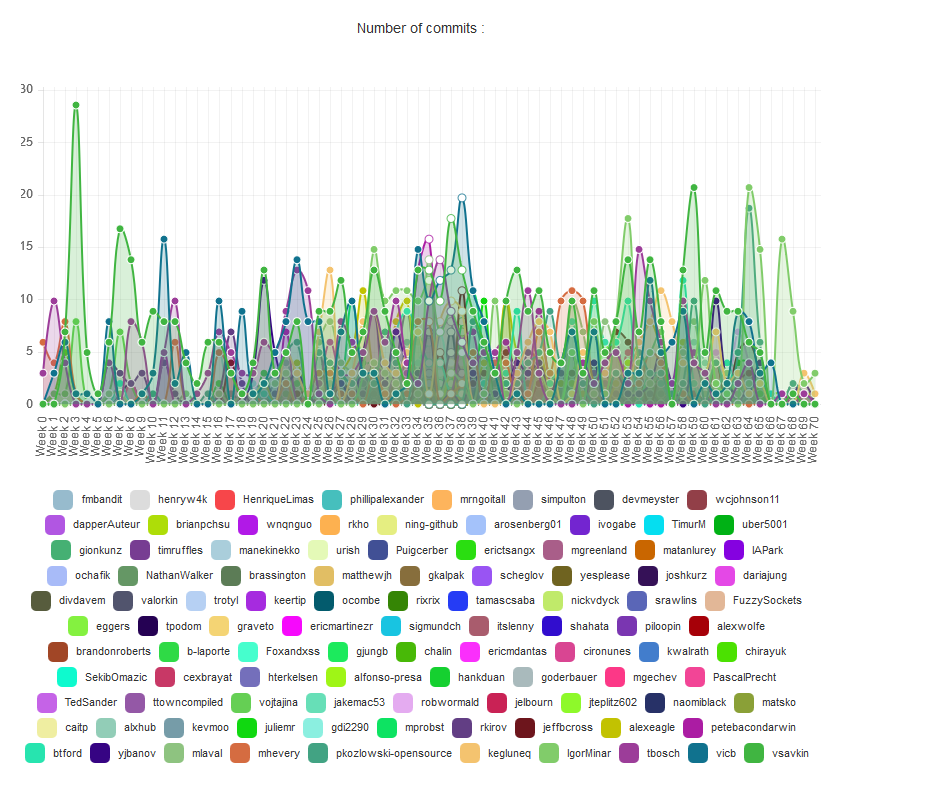 Number of commits :
30
25
20
15
10
5
0
Week 0 Week 1 Week 2 Week 3 Week 4 Week 5 Week 6 Week 7 Week 8 Week 9 Week 10 Week 11 Week 12 Week 13 Week 14 Week 15 Week 16 Week 17 Week 18 Week 19 Week 20 Week 21 Week 22 Week 23 Week 24 Week 25 Week 26 Week 27 Week 28 Week 29 Week 30 Week 31 Week 32 Week 33 Week 34 Week 35 Week 36 Week 37 Week 38 Week 39 Week 40 Week 41 Week 42 Week 43 Week 44 Week 45 Week 46 Week 47 Week 48 Week 49 Week 50 Week 51 Week 52 Week 53 Week 54 Week 55 Week 56 Week 57 Week 58 Week 59 Week 60 Week 61 Week 62 Week 63 Week 64 Week 65 Week 66 Week 67 Week 68 Week 69 Week 70
fmbandit henryw4k HenriqueLimas phillipalexander mrngoitall simpulton devmeyster wcjohnson11
dapperAuteur brianpchsu wnqnguo rkho ning-github arosenberg01 ivogabe TimurM uber5001
gionkunz timruffles manekinekko urish Puigcerber erictsangx mgreenland matanlurey IAPark
ochafik NathanWalker brassington matthewjh gkalpak scheglov yesplease joshkurz dariajung
divdavem valorkin trotyl keertip ocombe rixrix tamascsaba nickvdyck srawlins FuzzySockets
eggers tpodom graveto ericmartinezr sigmundch itslenny shahata piloopin alexwolfe
brandonroberts b-laporte Foxandxss gjungb chalin ericmdantas cironunes kwalrath chirayuk
SekibOmazic cexbrayat hterkelsen alfonso-presa hankduan goderbauer mgechev PascalPrecht
TedSander ttowncompiled vojtajina jakemac53 robwormald jelbourn jteplitz602 naomiblack matsko
caitp alxhub kevmoo juliemr gdi2290 mprobst rkirov jeffbcross alexeagle petebacondarwin
btford yjbanov mlaval mhevery pkozlowski-opensource kegluneq IgorMinar tbosch vicb vsavkin